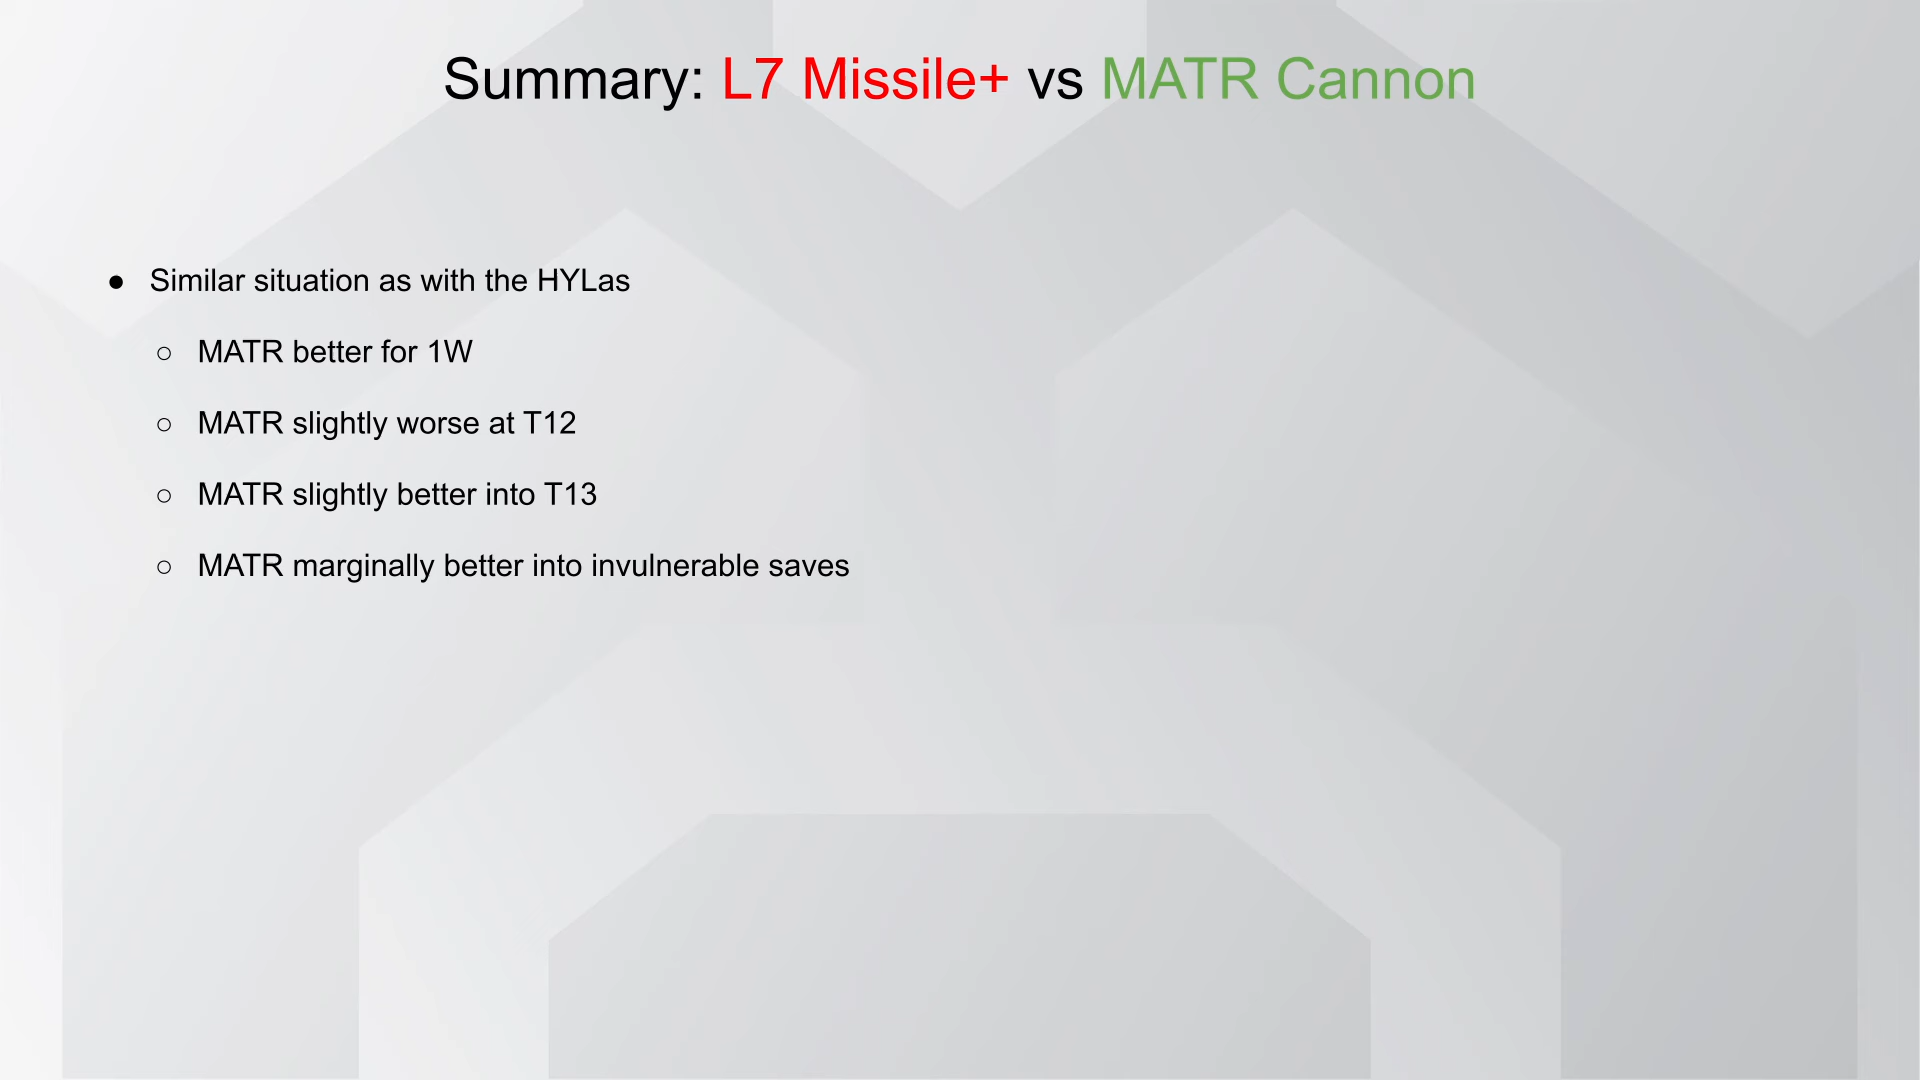 Summary: L7 Missile+ vs MATR Cannon
● Similar situation as with the HYLas
○ MATR better for 1W
○ MATR slightly worse at T12
○ MATR slightly better into T13
○ MATR marginally better into invulnerable saves